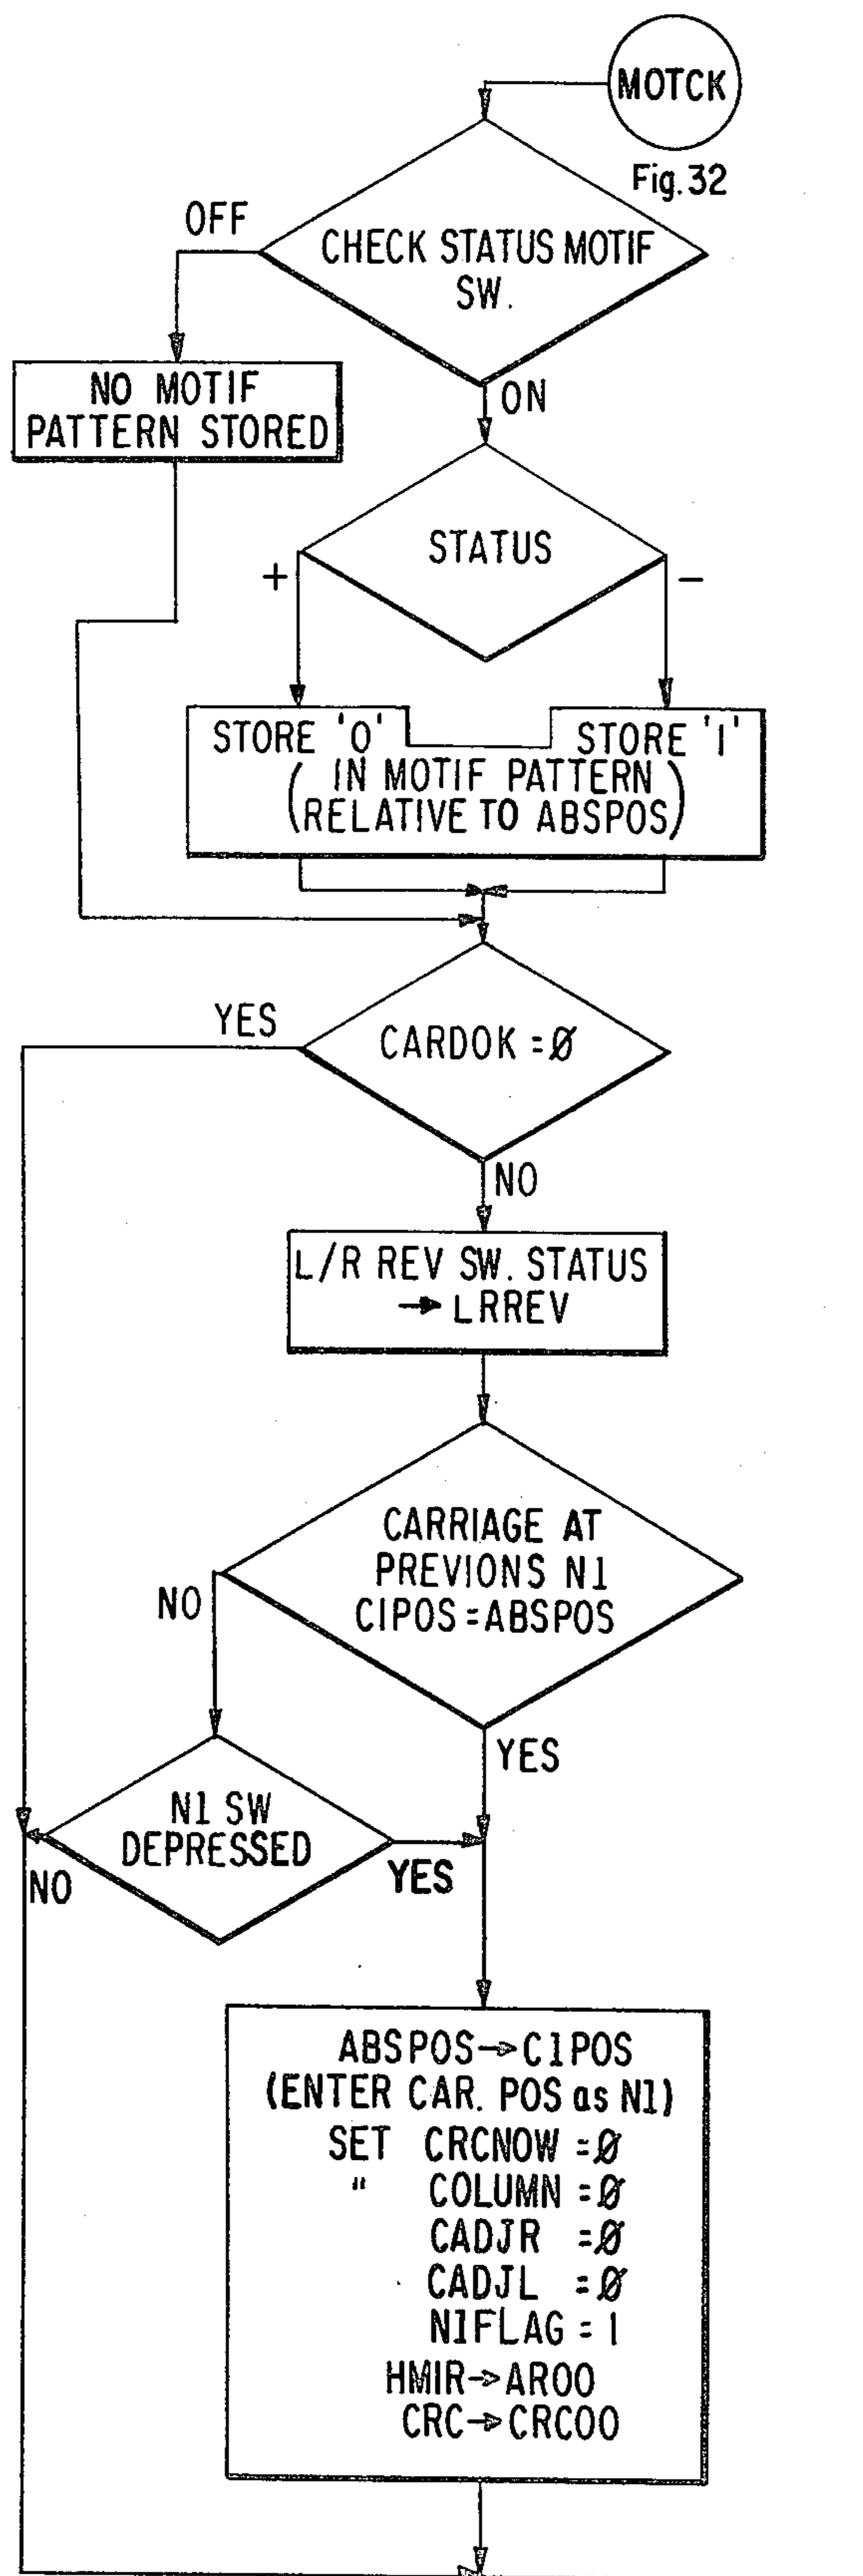 MOTCK
Fig.32
OFF
CHECK STATUS MOTIF
SW.
NO MOTIF
PATTERN STORED
ON
STATUS
+
−
STORE '0'
STORE '1'
(IN MOTIF PATTERN
RELATIVE TO ABSPOS)
YES
CARDOK =Ø
NO
L/R REV SW. STATUS
→ LRREV
CARRIAGE AT
PREVIONS N1
CIPOS=ABSPOS
NO
YES
N1 SW
DEPRESSED
NO
YES
ABSPOS→C1POS
(ENTER CAR. POS as N1)
SET CRCNOW =Ø
" COLUMN =Ø
CADJR =Ø
CADJL =Ø
N1FLAG = 1
HMIR→AROO
CRC→CRCOO